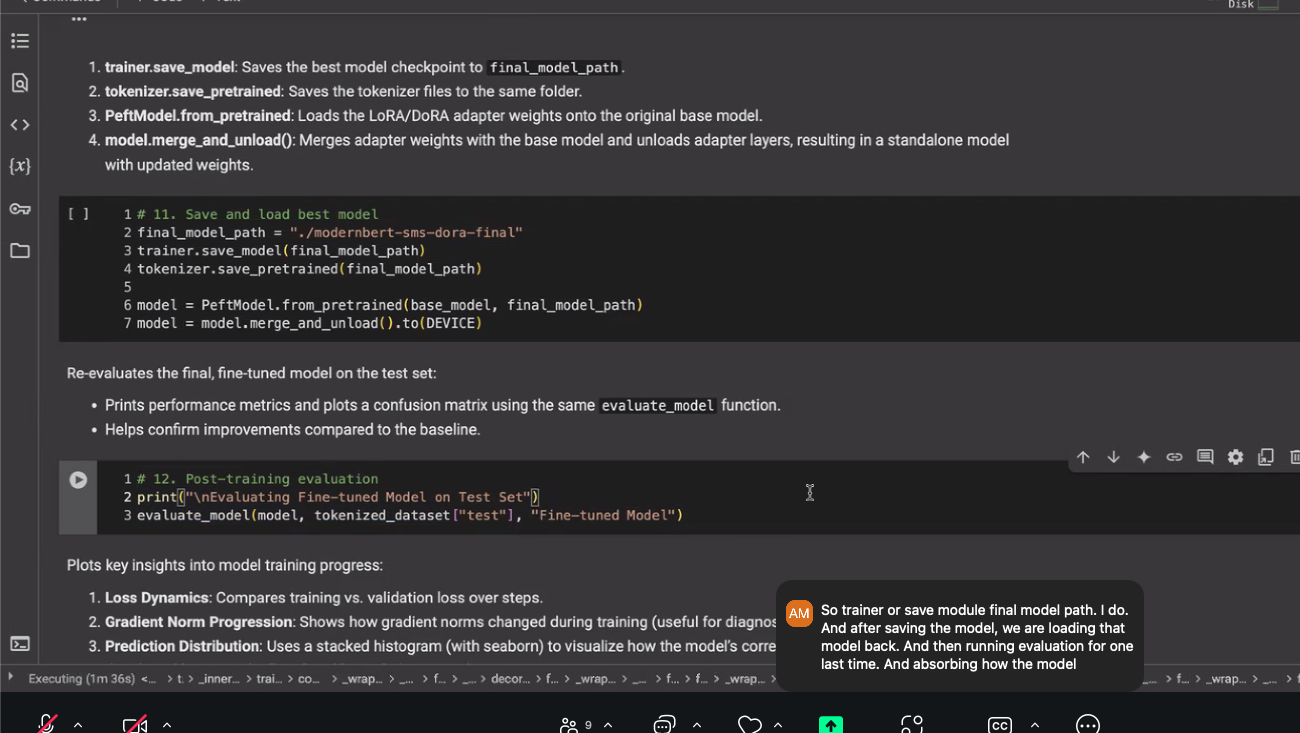 Disk
1. trainer.save_model: Saves the best model checkpoint to final_model_path.
2. tokenizer.save_pretrained: Saves the tokenizer files to the same folder.
3. PeftModel.from_pretrained: Loads the LoRA/DoRA adapter weights onto the original base model.
4. model.merge_and_unload(): Merges adapter weights with the base model and unloads adapter layers, resulting in a standalone model
with updated weights.
[ ]
1 # 11. Save and load best model
2 final_model_path = "./modernbert-sms-dora-final"
3 trainer.save_model(final_model_path)
4 tokenizer.save_pretrained(final_model_path)
5
6 model = PeftModel.from_pretrained(base_model, final_model_path)
7 model = model.merge_and_unload().to(DEVICE)
Re-evaluates the final, fine-tuned model on the test set:
• Prints performance metrics and plots a confusion matrix using the same evaluate_model function.
• Helps confirm improvements compared to the baseline.
1 # 12. Post-training evaluation
2 print("\nEvaluating Fine-tuned Model on Test Set")
3 evaluate_model(model, tokenized_dataset["test"], "Fine-tuned Model")
Plots key insights into model training progress:
1. Loss Dynamics: Compares training vs. validation loss over steps.
2. Gradient Norm Progression: Shows how gradient norms changed during training (useful for diagnos
3. Prediction Distribution: Uses a stacked histogram (with seaborn) to visualize how the model's corre
AM
So trainer or save module final model path. I do.
And after saving the model, we are loading that
model back. And then running evaluation for one
last time. And absorbing how the model
Executing (1m 36s) <... > t. > _inner... > trai... > co... > _wrap... > _... > f... > _... > decor... > f... > _wrap... > _... > f... > f... > _wrap... > _... > f... > _wrap... > _... > f
9
CC